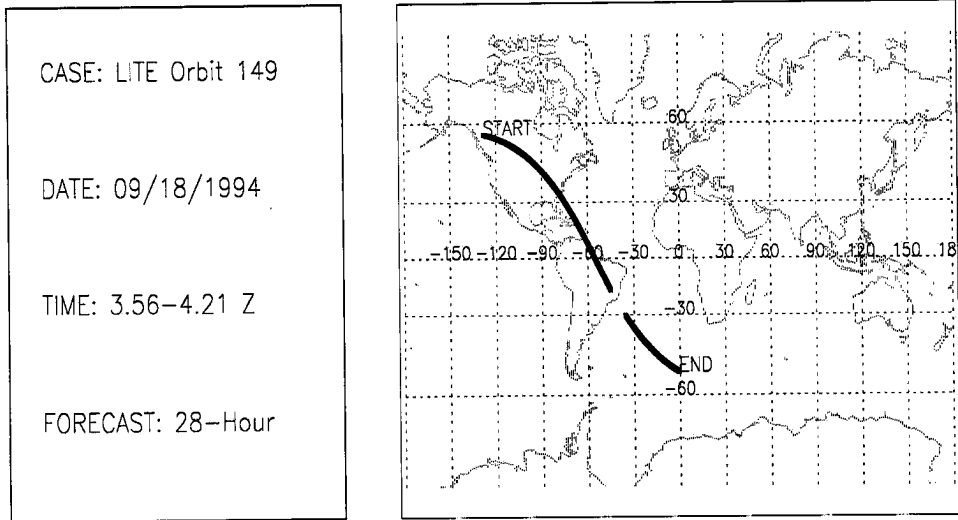 CASE: LITE Orbit 149
DATE: 09/18/1994
TIME: 3.56-4.21 Z
FORECAST: 28-Hour
START
60
30
-150 -120 -90 -60 -30 0 30 60 90 120 150 18
-30
END
-60